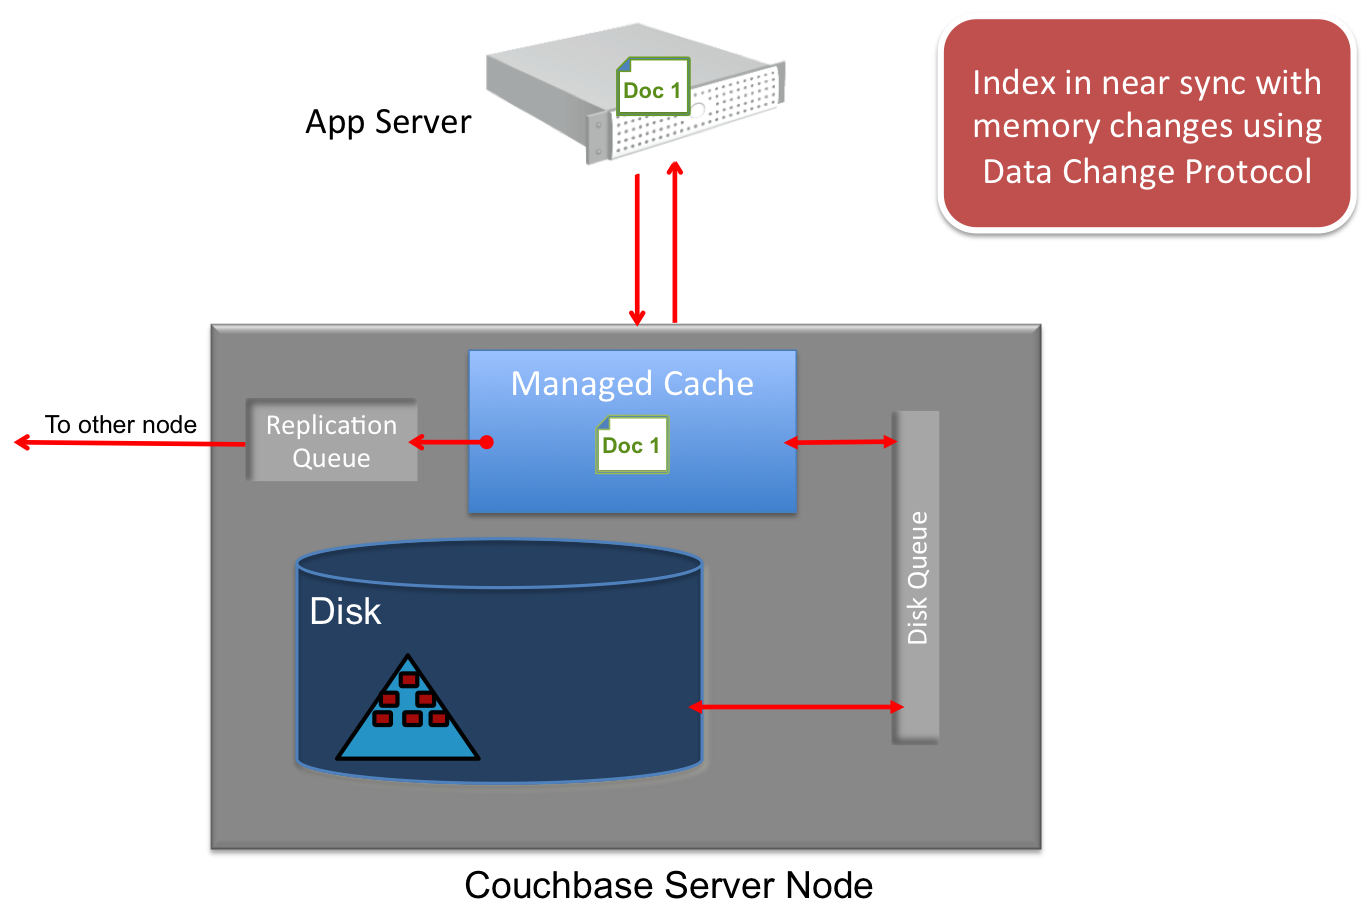 Doc 1
App Server
Index in near sync with
memory changes using
Data Change Protocol
Managed Cache
To other node
Replication
Queue
Doc 1
Disk Queue
Disk
Couchbase Server Node